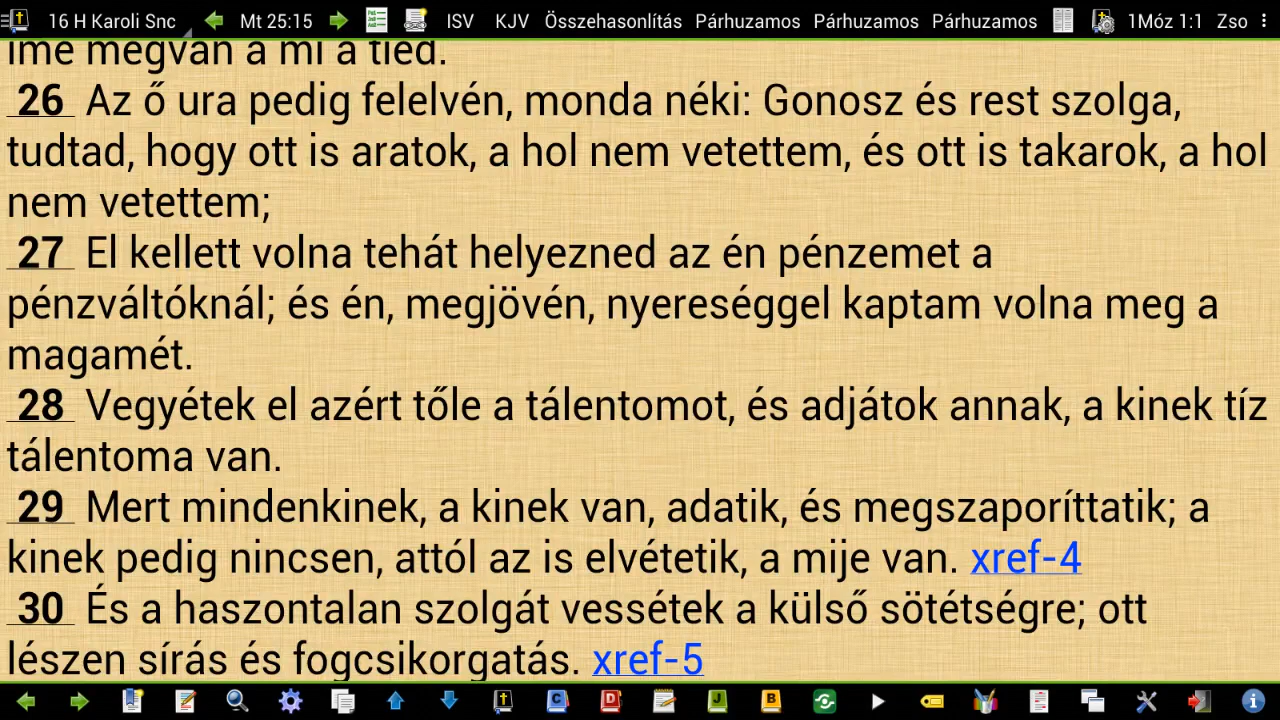 16 H Karoli Snc Mt 25:15 ISV KJV Összehasonlítás Párhuzamos Párhuzamos Párhuzamos 1Móz 1:1 Zso
ímé megvan a mi a tiéd.
26 Az ő ura pedig felelvén, monda néki: Gonosz és rest szolga,
tudtad, hogy ott is aratok, a hol nem vetettem, és ott is takarok, a hol
nem vetettem;
27 El kellett volna tehát helyezned az én pénzemet a
pénzváltóknál; és én, megjövén, nyereséggel kaptam volna meg a
magamét.
28 Vegyétek el azért tőle a tálentomot, és adjátok annak, a kinek tíz
tálentoma van.
29 Mert mindenkinek, a kinek van, adatik, és megszaporíttatik; a
kinek pedig nincsen, attól az is elvétetik, a mije van. xref-4
30 És a haszontalan szolgát vessétek a külső sötétségre; ott
lészen sírás és fogcsikorgatás. xref-5
C D J B